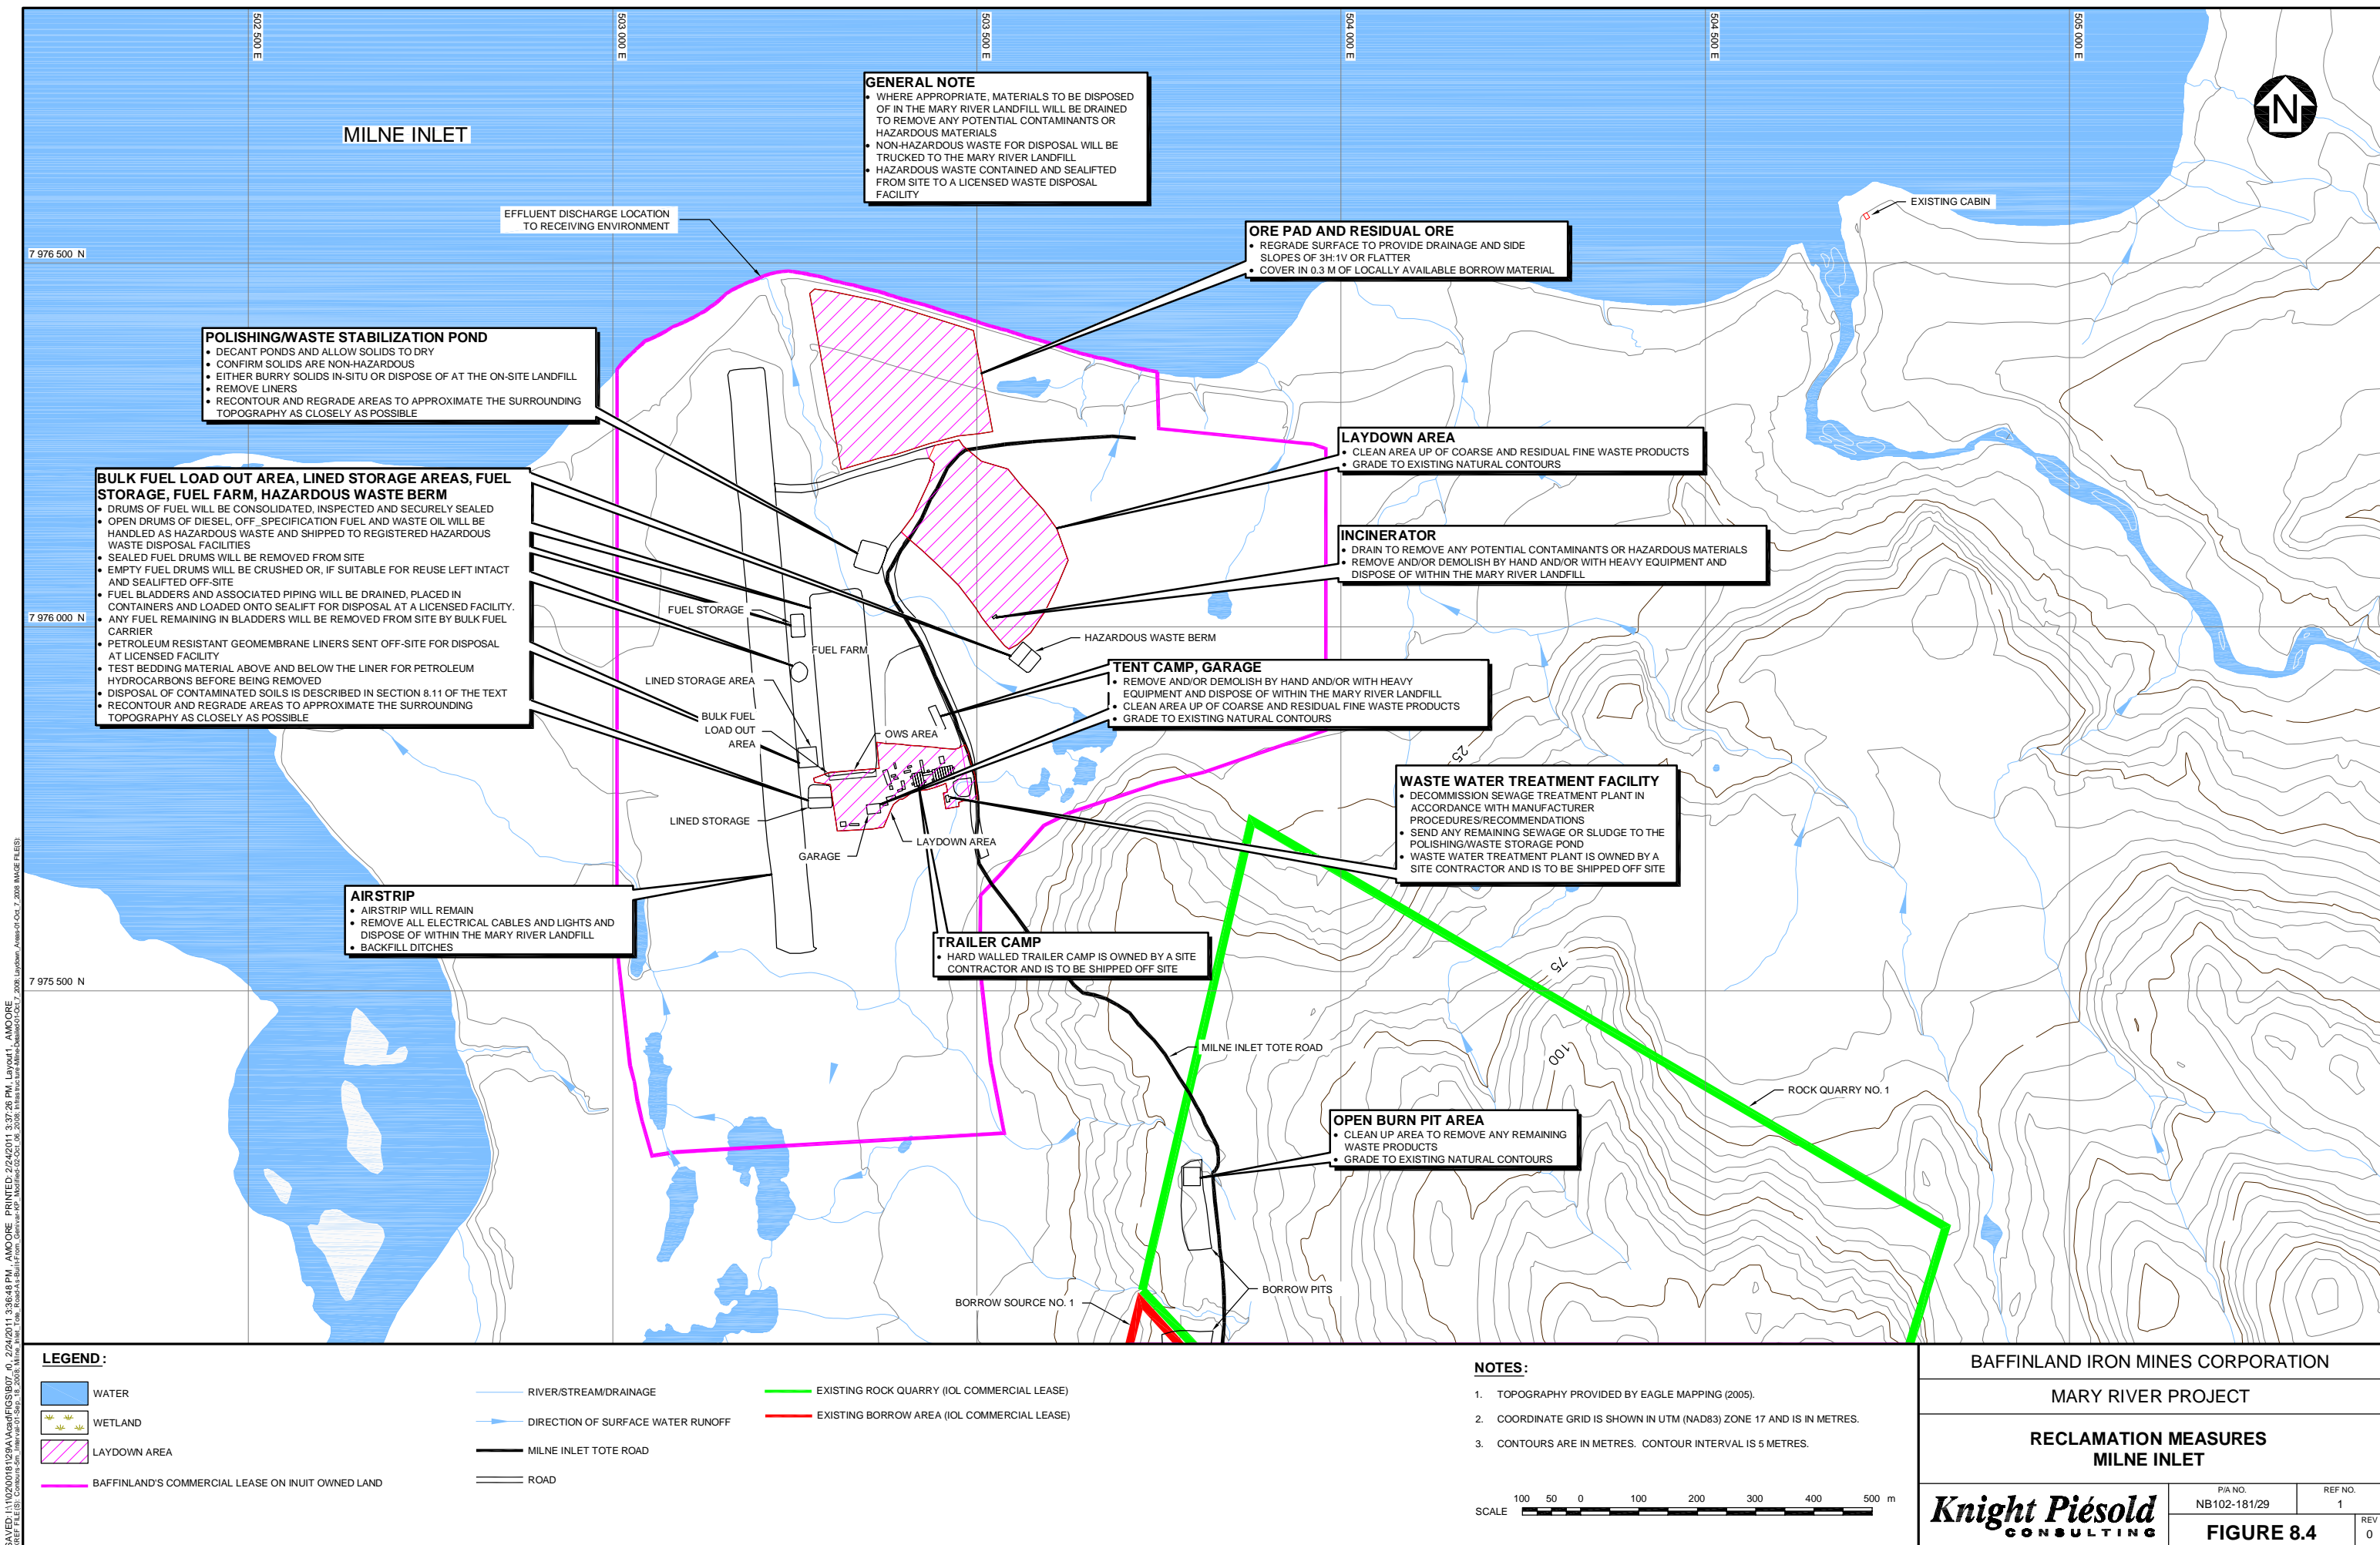 502 500 E
503 000 E
503 500 E
504 000 E
504 500 E
505 000 E
MILNE INLET
N
GENERAL NOTE
• WHERE APPROPRIATE, MATERIALS TO BE DISPOSED
OF IN THE MARY RIVER LANDFILL WILL BE DRAINED
TO REMOVE ANY POTENTIAL CONTAMINANTS OR
HAZARDOUS MATERIALS
• NON-HAZARDOUS WASTE FOR DISPOSAL WILL BE
TRUCKED TO THE MARY RIVER LANDFILL
• HAZARDOUS WASTE CONTAINED AND SEALIFTED
FROM SITE TO A LICENSED WASTE DISPOSAL
FACILITY
EXISTING CABIN
EFFLUENT DISCHARGE LOCATION
TO RECEIVING ENVIRONMENT
ORE PAD AND RESIDUAL ORE
• REGRADE SURFACE TO PROVIDE DRAINAGE AND SIDE
SLOPES OF 3H:1V OR FLATTER
• COVER IN 0.3 M OF LOCALLY AVAILABLE BORROW MATERIAL
7 976 500 N
POLISHING/WASTE STABILIZATION POND
• DECANT PONDS AND ALLOW SOLIDS TO DRY
• CONFIRM SOLIDS ARE NON-HAZARDOUS
• EITHER BURRY SOLIDS IN-SITU OR DISPOSE OF AT THE ON-SITE LANDFILL
• REMOVE LINERS
• RECONTOUR AND REGRADE AREAS TO APPROXIMATE THE SURROUNDING
TOPOGRAPHY AS CLOSELY AS POSSIBLE
LAYDOWN AREA
• CLEAN AREA UP OF COARSE AND RESIDUAL FINE WASTE PRODUCTS
• GRADE TO EXISTING NATURAL CONTOURS
BULK FUEL LOAD OUT AREA, LINED STORAGE AREAS, FUEL
STORAGE, FUEL FARM, HAZARDOUS WASTE BERM
• DRUMS OF FUEL WILL BE CONSOLIDATED, INSPECTED AND SECURELY SEALED
• OPEN DRUMS OF DIESEL, OFF_SPECIFICATION FUEL AND WASTE OIL WILL BE
HANDLED AS HAZARDOUS WASTE AND SHIPPED TO REGISTERED HAZARDOUS
WASTE DISPOSAL FACILITIES
• SEALED FUEL DRUMS WILL BE REMOVED FROM SITE
• EMPTY FUEL DRUMS WILL BE CRUSHED OR, IF SUITABLE FOR REUSE LEFT INTACT
AND SEALIFTED OFF-SITE
• FUEL BLADDERS AND ASSOCIATED PIPING WILL BE DRAINED, PLACED IN
CONTAINERS AND LOADED ONTO SEALIFT FOR DISPOSAL AT A LICENSED FACILITY.
• ANY FUEL REMAINING IN BLADDERS WILL BE REMOVED FROM SITE BY BULK FUEL
CARRIER
• PETROLEUM RESISTANT GEOMEMBRANE LINERS SENT OFF-SITE FOR DISPOSAL
AT LICENSED FACILITY
• TEST BEDDING MATERIAL ABOVE AND BELOW THE LINER FOR PETROLEUM
HYDROCARBONS BEFORE BEING REMOVED
• DISPOSAL OF CONTAMINATED SOILS IS DESCRIBED IN SECTION 8.11 OF THE TEXT
• RECONTOUR AND REGRADE AREAS TO APPROXIMATE THE SURROUNDING
TOPOGRAPHY AS CLOSELY AS POSSIBLE
INCINERATOR
• DRAIN TO REMOVE ANY POTENTIAL CONTAMINANTS OR HAZARDOUS MATERIALS
• REMOVE AND/OR DEMOLISH BY HAND AND/OR WITH HEAVY EQUIPMENT AND
DISPOSE OF WITHIN THE MARY RIVER LANDFILL
7 976 000 N
FUEL STORAGE
HAZARDOUS WASTE BERM
FUEL FARM
LINED STORAGE AREA
TENT CAMP, GARAGE
• REMOVE AND/OR DEMOLISH BY HAND AND/OR WITH HEAVY
EQUIPMENT AND DISPOSE OF WITHIN THE MARY RIVER LANDFILL
• CLEAN AREA UP OF COARSE AND RESIDUAL FINE WASTE PRODUCTS
• GRADE TO EXISTING NATURAL CONTOURS
BULK FUEL
LOAD OUT
AREA
OWS AREA
25
WASTE WATER TREATMENT FACILITY
• DECOMMISSION SEWAGE TREATMENT PLANT IN
ACCORDANCE WITH MANUFACTURER
PROCEDURES/RECOMMENDATIONS
• SEND ANY REMAINING SEWAGE OR SLUDGE TO THE
POLISHING/WASTE STORAGE POND
• WASTE WATER TREATMENT PLANT IS OWNED BY A
SITE CONTRACTOR AND IS TO BE SHIPPED OFF SITE
LINED STORAGE
GARAGE
LAYDOWN AREA
AIRSTRIP
• AIRSTRIP WILL REMAIN
• REMOVE ALL ELECTRICAL CABLES AND LIGHTS AND
DISPOSE OF WITHIN THE MARY RIVER LANDFILL
• BACKFILL DITCHES
TRAILER CAMP
• HARD WALLED TRAILER CAMP IS OWNED BY A SITE
CONTRACTOR AND IS TO BE SHIPPED OFF SITE
75
7 975 500 N
MILNE INLET TOTE ROAD
100
ROCK QUARRY NO. 1
OPEN BURN PIT AREA
• CLEAN UP AREA TO REMOVE ANY REMAINING
WASTE PRODUCTS
• GRADE TO EXISTING NATURAL CONTOURS
BORROW PITS
BORROW SOURCE NO. 1
LEGEND:
WATER
WETLAND
LAYDOWN AREA
BAFFINLAND'S COMMERCIAL LEASE ON INUIT OWNED LAND
RIVER/STREAM/DRAINAGE
DIRECTION OF SURFACE WATER RUNOFF
MILNE INLET TOTE ROAD
ROAD
EXISTING ROCK QUARRY (IOL COMMERCIAL LEASE)
EXISTING BORROW AREA (IOL COMMERCIAL LEASE)
NOTES:
1. TOPOGRAPHY PROVIDED BY EAGLE MAPPING (2005).
2. COORDINATE GRID IS SHOWN IN UTM (NAD83) ZONE 17 AND IS IN METRES.
3. CONTOURS ARE IN METRES. CONTOUR INTERVAL IS 5 METRES.
SCALE 100 50 0 100 200 300 400 500 m
BAFFINLAND IRON MINES CORPORATION
MARY RIVER PROJECT
RECLAMATION MEASURES
MILNE INLET
Knight Piésold
CONSULTING
P/A NO.
NB102-181/29
REF NO.
1
FIGURE 8.4
REV
0